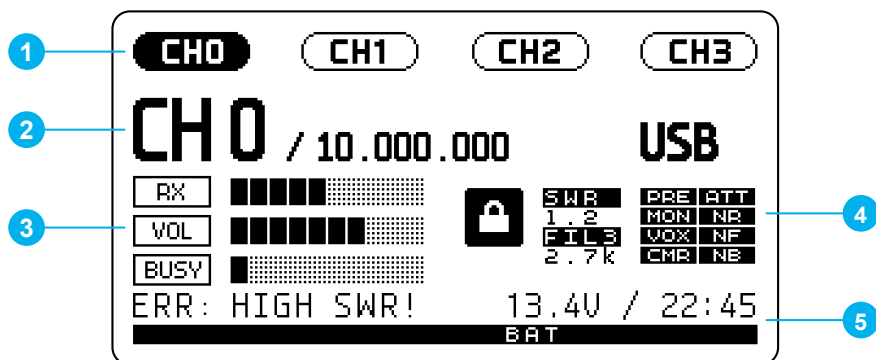 1 CH0 CH1 CH2 CH3
2 CH 0 / 10.000.000 USB
RX SWR PRE ATT
1.2 MON NR 4
3 VOL FIL3 VOX NF
2.7k CMR NB
BUSY
ERR: HIGH SWR! 13.4V / 22:45
5
BAT